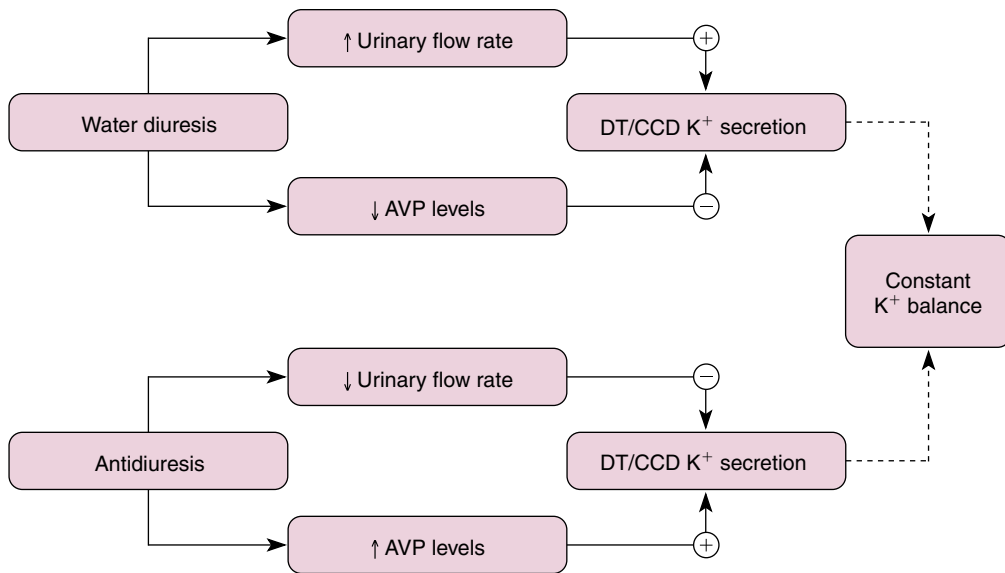 ↑ Urinary flow rate
+
Water diuresis
DT/CCD K⁺ secretion
↓ AVP levels
−
Constant
K⁺ balance
↓ Urinary flow rate
−
Antidiuresis
DT/CCD K⁺ secretion
↑ AVP levels
+